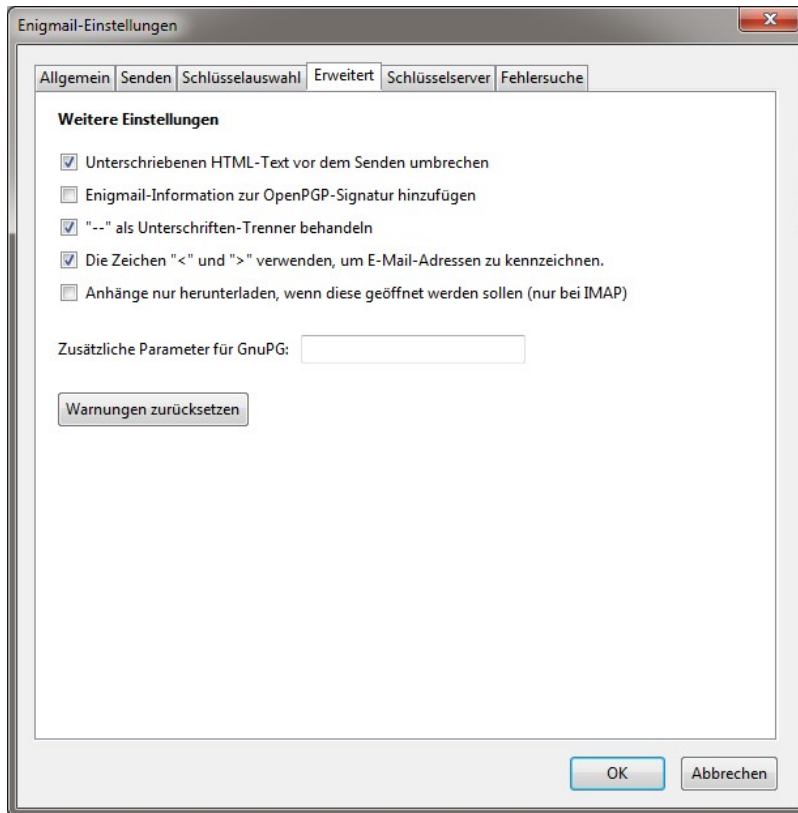 Enigmail-Einstellungen
Allgemein Senden Schlüsselauswahl Erweitert Schlüsselserver Fehlersuche
Weitere Einstellungen
Unterschriebenen HTML-Text vor dem Senden umbrechen
Enigmail-Information zur OpenPGP-Signatur hinzufügen
"--" als Unterschriften-Trenner behandeln
Die Zeichen "<" und ">" verwenden, um E-Mail-Adressen zu kennzeichnen.
Anhänge nur herunterladen, wenn diese geöffnet werden sollen (nur bei IMAP)
Zusätzliche Parameter für GnuPG:
Warnungen zurücksetzen
OK Abbrechen